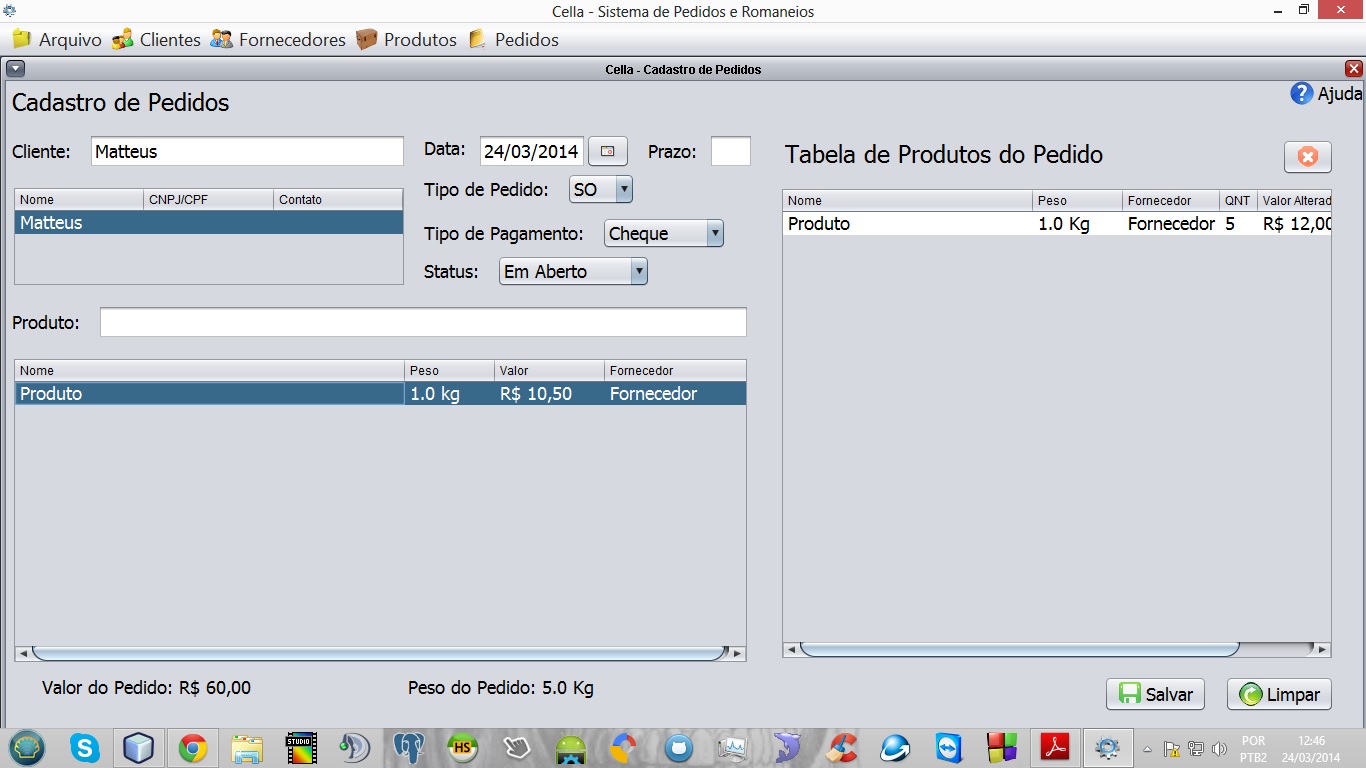 Cella - Sistema de Pedidos e Romaneios
Arquivo Clientes Fornecedores Produtos Pedidos
Cella - Cadastro de Pedidos
Cadastro de Pedidos
? Ajuda
Cliente: Matteus
Data: 24/03/2014 Prazo:
Tipo de Pedido: SO
Tipo de Pagamento: Cheque
Status: Em Aberto
Nome CNPJ/CPF Contato
Matteus
Produto:
Nome Peso Valor Fornecedor
Produto 1.0 kg R$ 10,50 Fornecedor
Tabela de Produtos do Pedido
Nome Peso Fornecedor QNT Valor Alterad
Produto 1.0 Kg Fornecedor 5 R$ 12,00
Valor do Pedido: R$ 60,00 Peso do Pedido: 5.0 Kg
Salvar Limpar
STUDIO
HS
POR 12:46
PTB2 24/03/2014